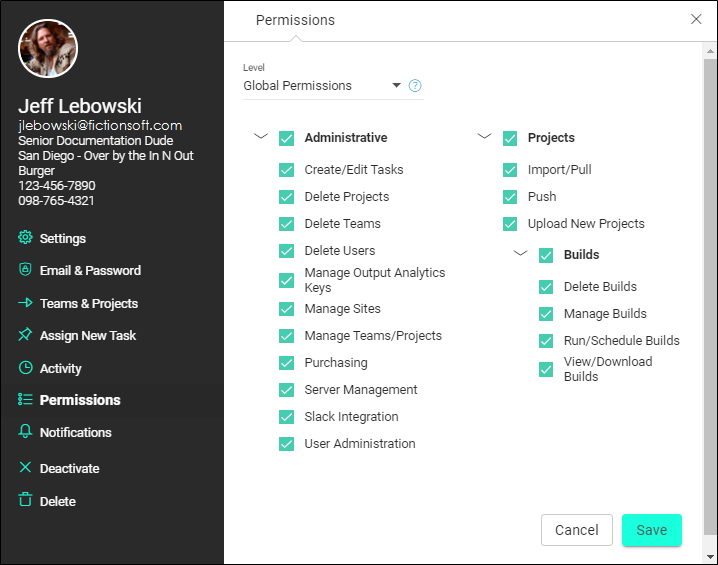 Jeff Lebowski
jlebowski@fictionsoft.com
Senior Documentation Dude
San Diego - Over by the In N Out
Burger
123-456-7890
098-765-4321
Settings
Email & Password
Teams & Projects
Assign New Task
Activity
Permissions
Notifications
Deactivate
Delete
Permissions
Level
Global Permissions
?
Administrative
Create/Edit Tasks
Delete Projects
Delete Teams
Delete Users
Manage Output Analytics
Keys
Manage Sites
Manage Teams/Projects
Purchasing
Server Management
Slack Integration
User Administration
Projects
Import/Pull
Push
Upload New Projects
Builds
Delete Builds
Manage Builds
Run/Schedule Builds
View/Download
Builds
Cancel
Save